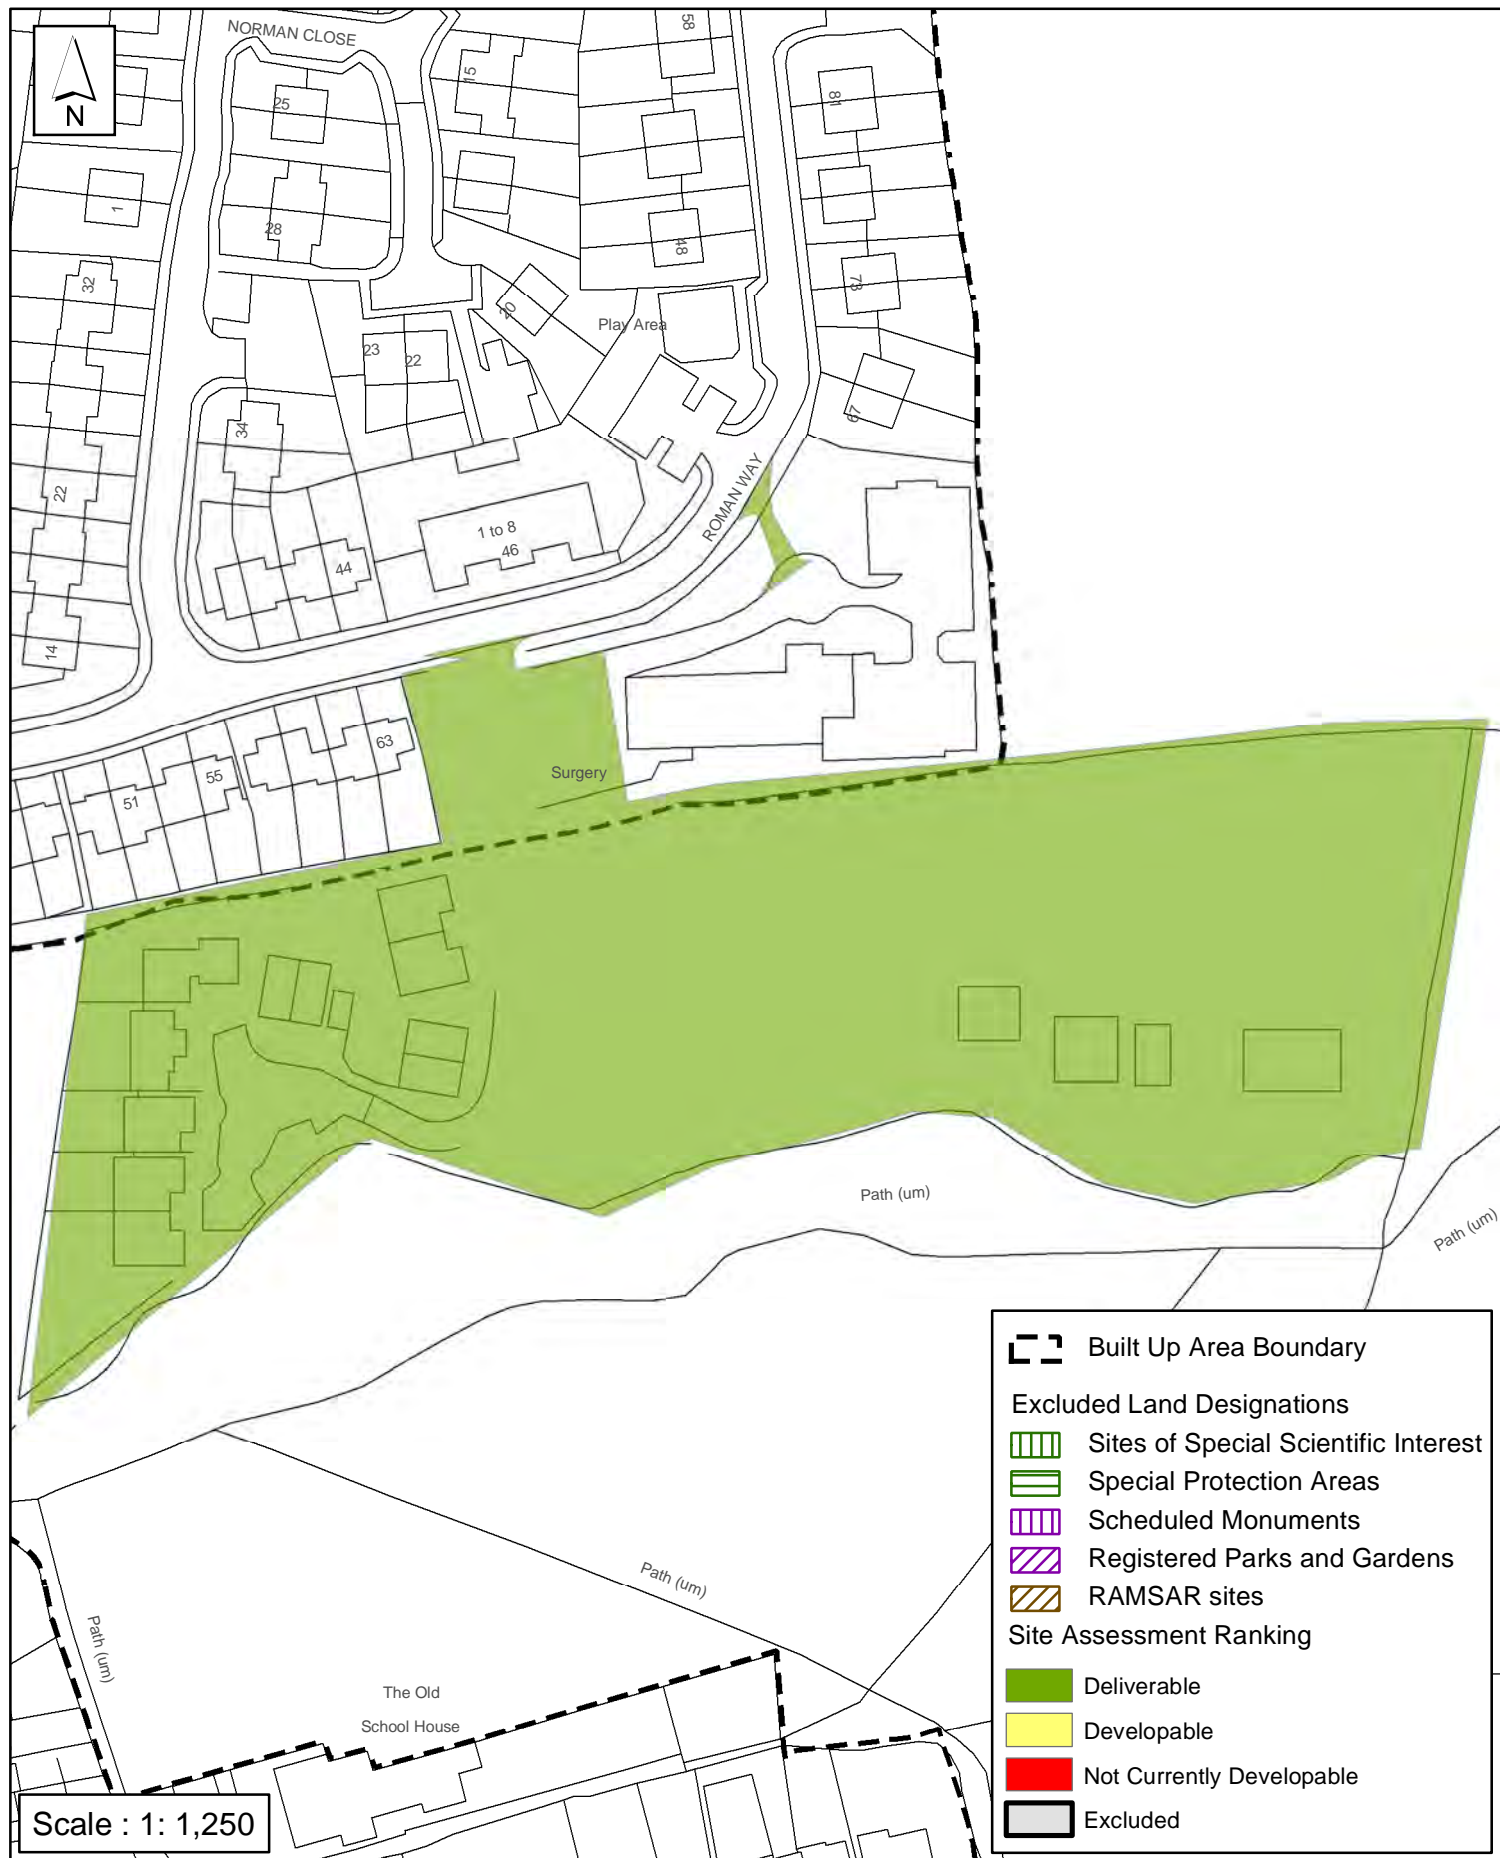 NORMAN CLOSE
58
15
25
81
N
1
28
48
32
73
20
Play Area
23
22
67
34
ROMAN WAY
22
1 to 8
46
44
14
63
Surgery
55
51
Path (um)
Path (um)
Path (um)
Path (um)
The Old
School House
Built Up Area Boundary
Excluded Land Designations
Sites of Special Scientific Interest
Special Protection Areas
Scheduled Monuments
Registered Parks and Gardens
RAMSAR sites
Site Assessment Ranking
Deliverable
Developable
Not Currently Developable
Excluded
Scale : 1: 1,250